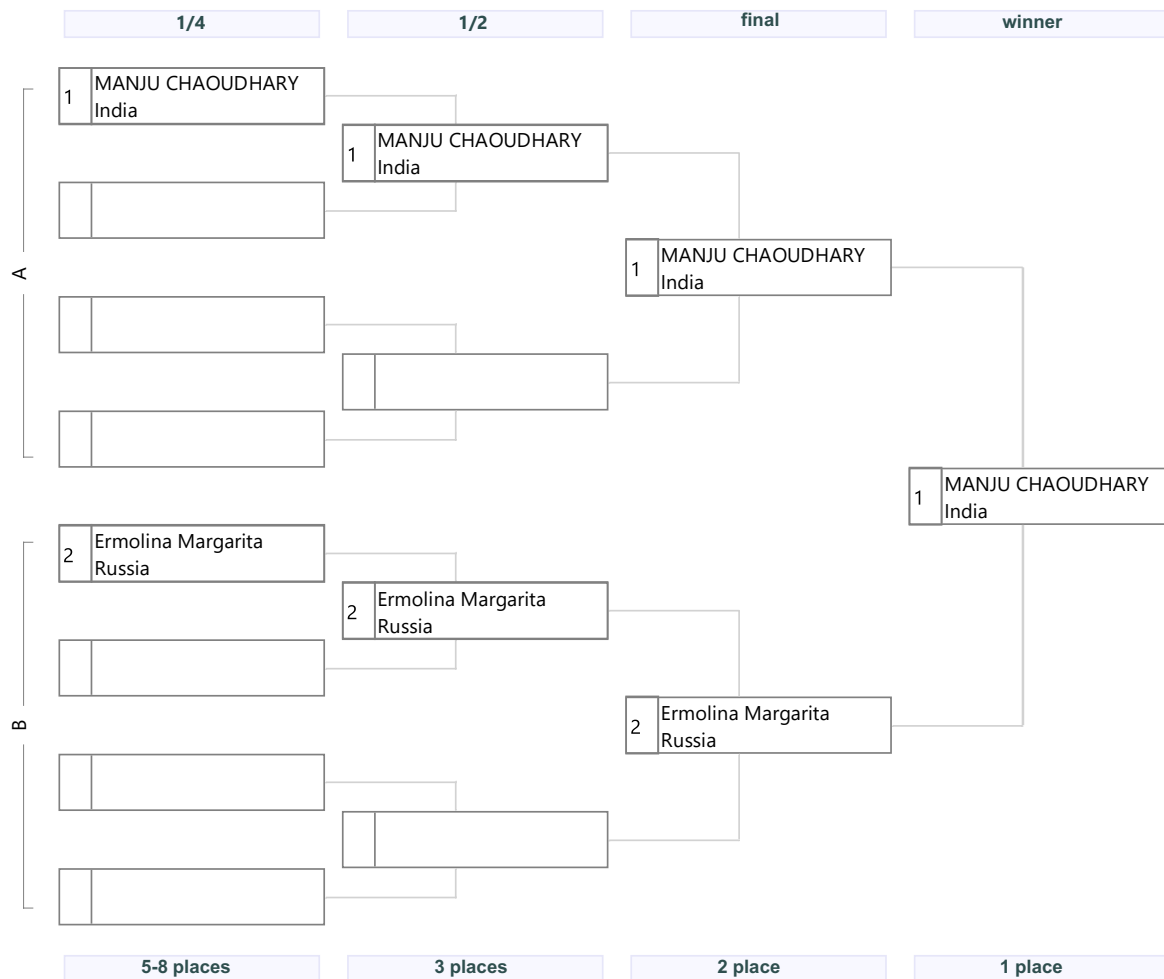 1/4
1/2
final
winner
1
MANJU CHAOUDHARY
India
1
MANJU CHAOUDHARY
India
A
1
MANJU CHAOUDHARY
India
1
MANJU CHAOUDHARY
India
2
Ermolina Margarita
Russia
2
Ermolina Margarita
Russia
B
2
Ermolina Margarita
Russia
5-8 places
3 places
2 place
1 place